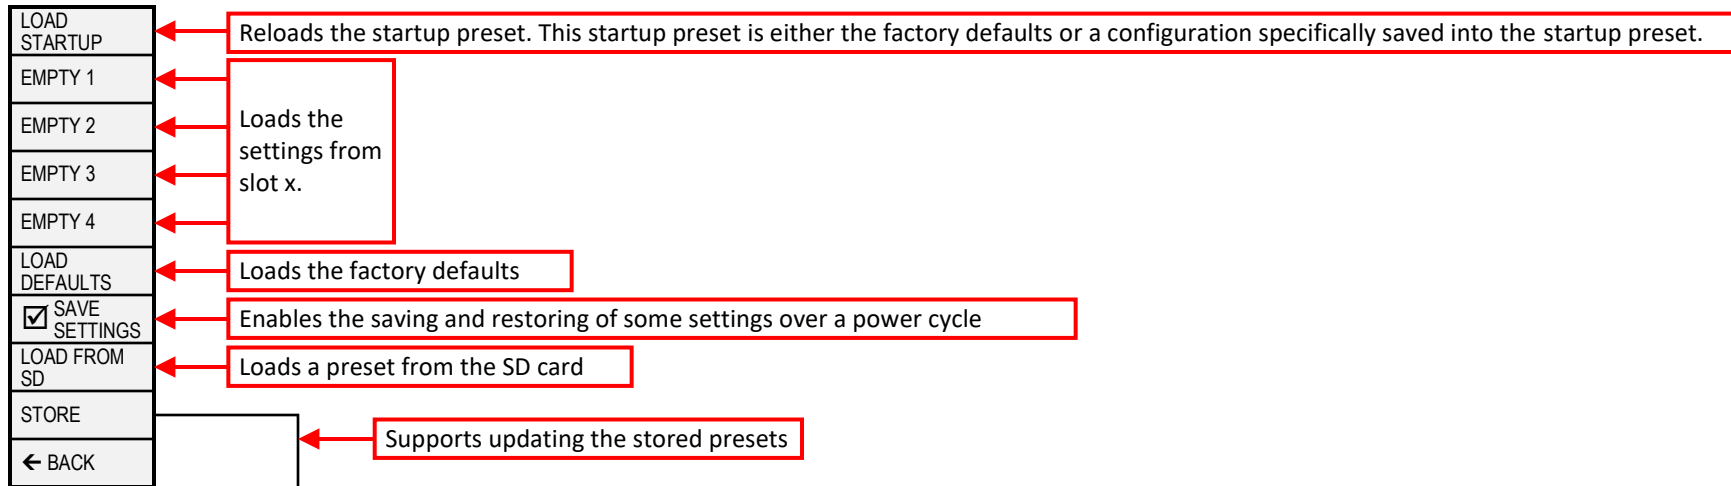 LOAD
STARTUP
Reloads the startup preset. This startup preset is either the factory defaults or a configuration specifically saved into the startup preset.
EMPTY 1
EMPTY 2
EMPTY 3
EMPTY 4
Loads the
settings from
slot x.
LOAD
DEFAULTS
Loads the factory defaults
SAVE
SETTINGS
Enables the saving and restoring of some settings over a power cycle
LOAD FROM
SD
Loads a preset from the SD card
STORE
Supports updating the stored presets
← BACK